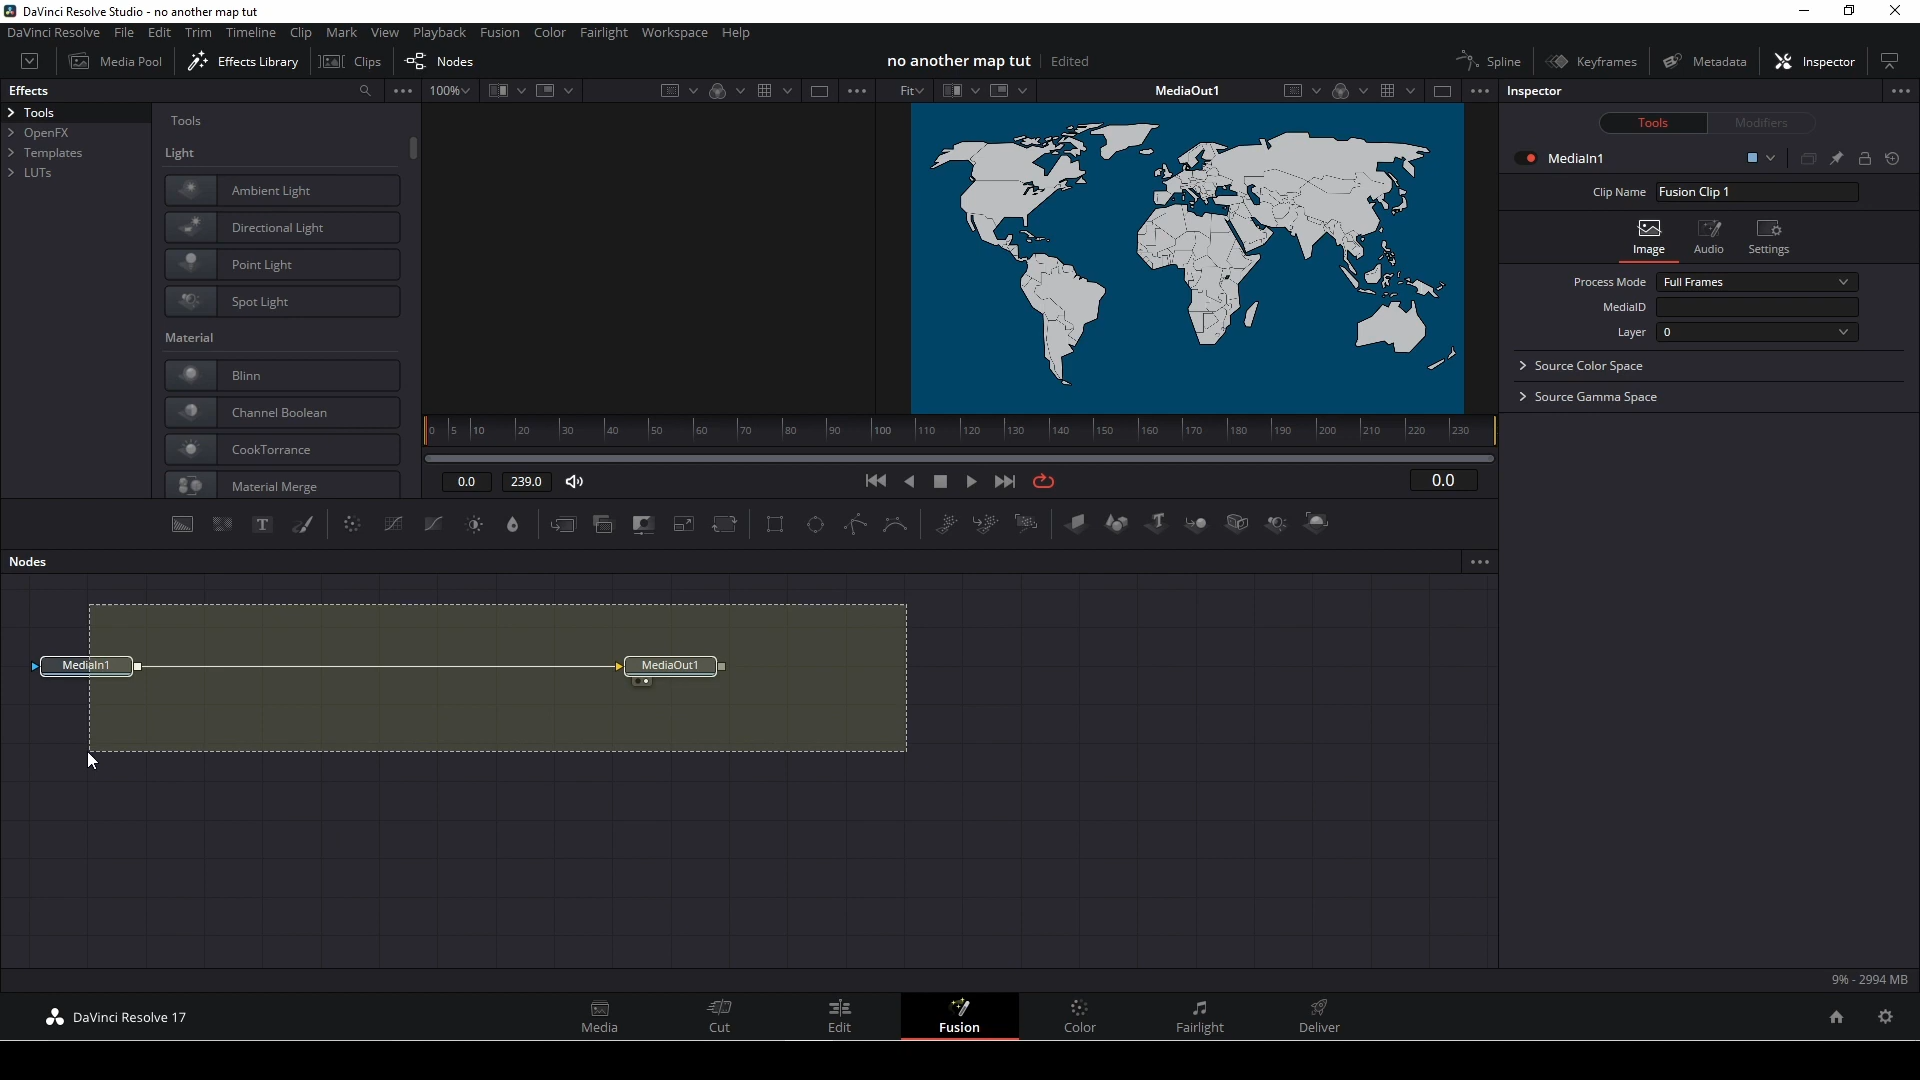 DaVinci Resolve Studio - no another map tut
DaVinci Resolve File Edit Trim Timeline Clip Mark View Playback Fusion Color Fairlight Workspace Help
Media Pool Effects Library Clips Nodes no another map tut Edited Spline Keyframes Metadata Inspector
Effects 100% Fit MediaOut1 Inspector
Tools
OpenFX
Templates
LUTs
Tools
Light
Ambient Light
Directional Light
Point Light
Spot Light
Material
Blinn
Channel Boolean
CookTorrance
Material Merge
0 5 10 20 30 40 50 60 70 80 90 100 110 120 130 140 150 160 170 180 190 200 210 220 230
0.0 239.0 0.0
Tools Modifiers
MediaIn1
Clip Name Fusion Clip 1
Image Audio Settings
Process Mode Full Frames
MediaID
Layer 0
Source Color Space
Source Gamma Space
Nodes
MediaIn1 MediaOut1
9% - 2994 MB
DaVinci Resolve 17
Media Cut Edit Fusion Color Fairlight Deliver